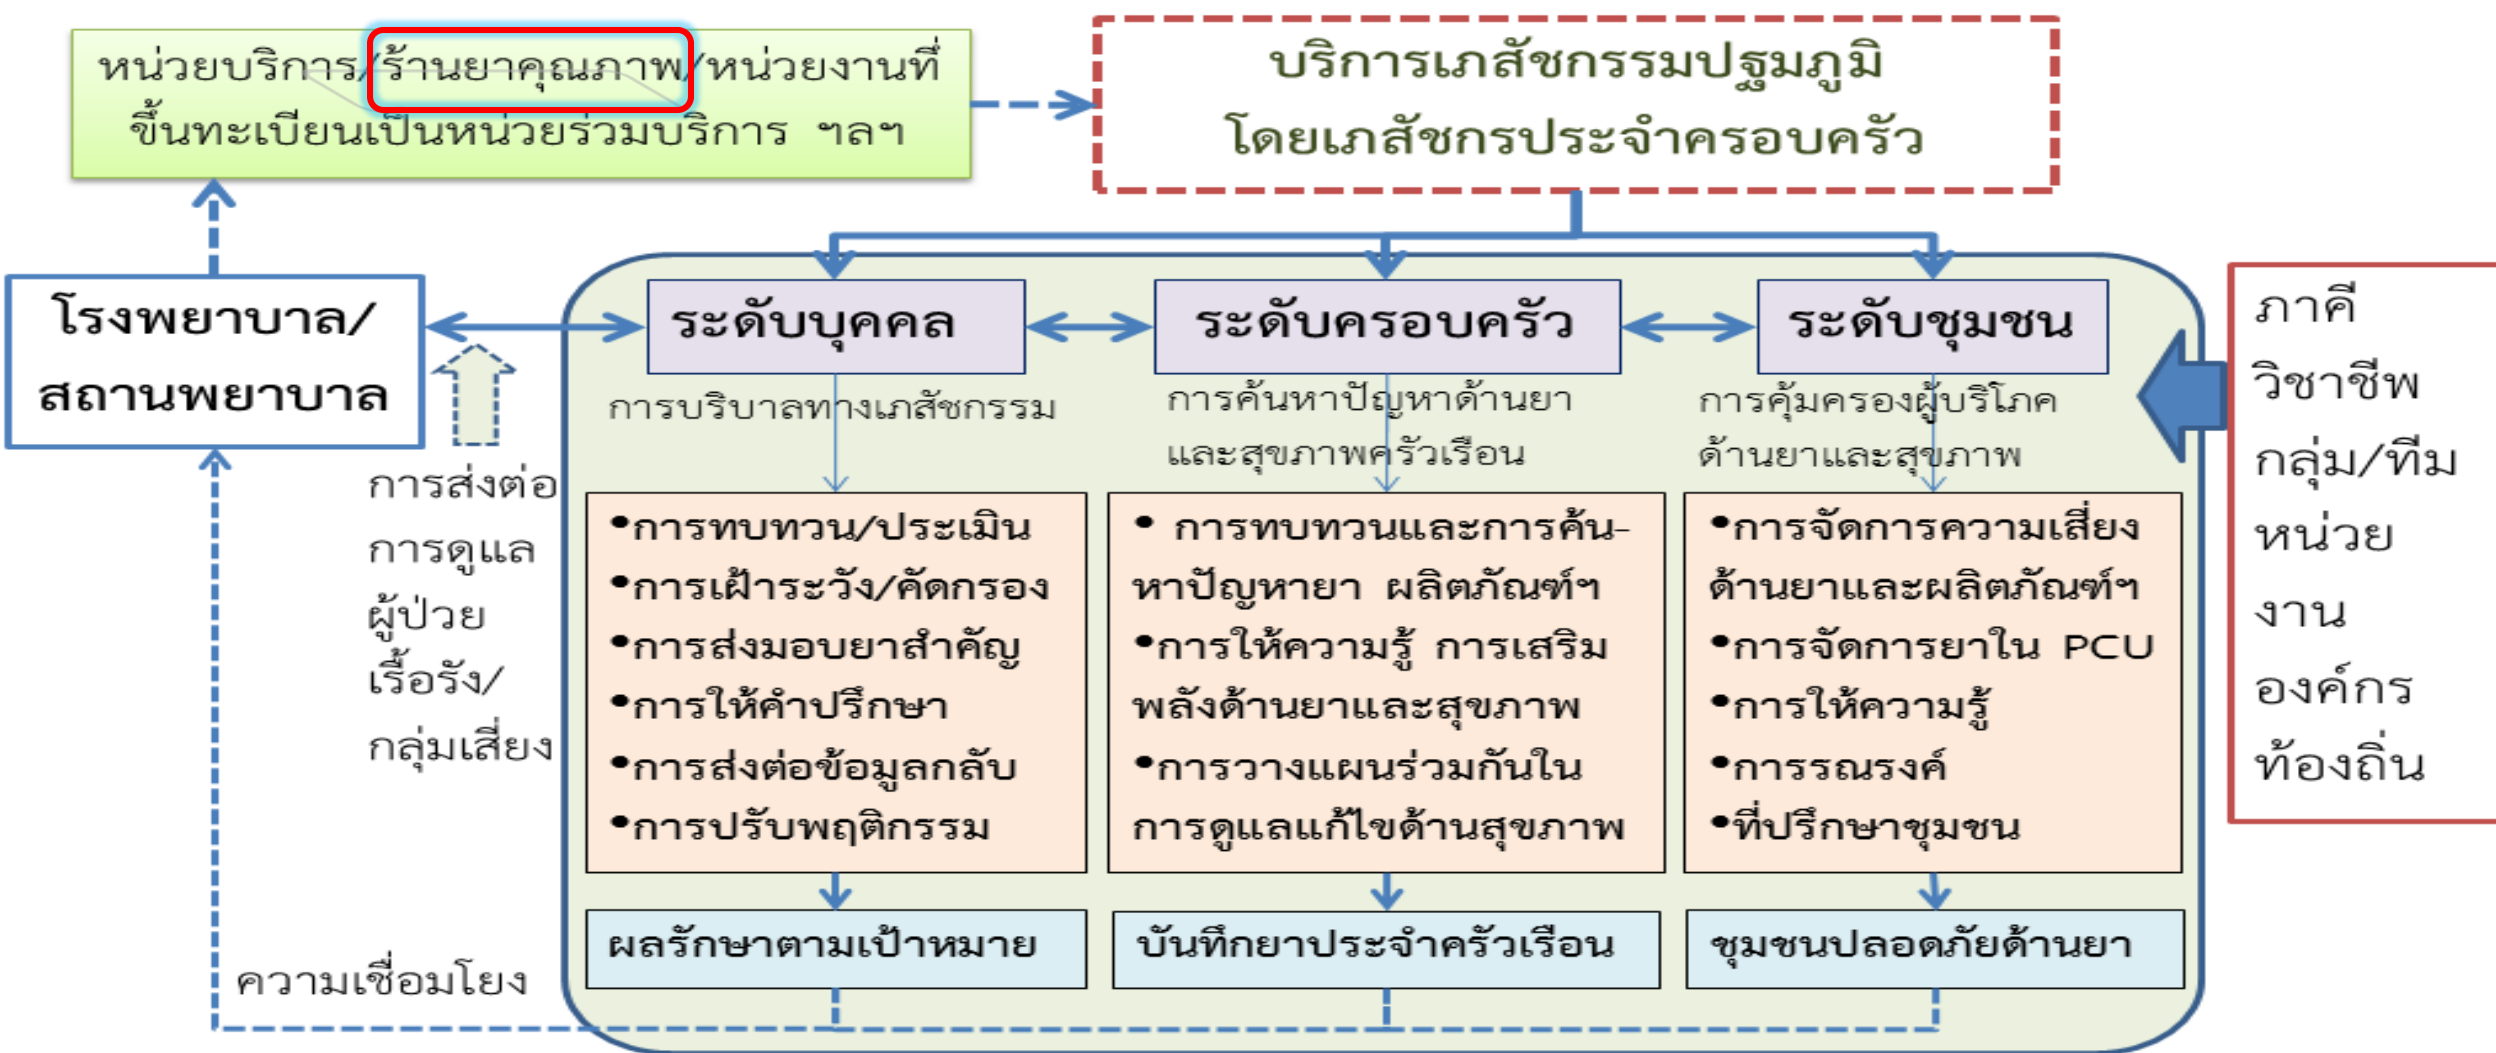 หน่วยบริการ/ร้านยาคุณภาพ/หน่วยงานที่
ขึ้นทะเบียนเป็นหน่วยร่วมบริการ ฯลฯ
บริการเภสัชกรรมปฐมภูมิ
โดยเภสัชกรประจำครอบครัว
โรงพยาบาล/
สถานพยาบาล
ระดับบุคคล
ระดับครอบครัว
ระดับชุมชน
การบริบาลทางเภสัชกรรม
การค้นหาปัญหาด้านยา
และสุขภาพครัวเรือน
การคุ้มครองผู้บริโภค
ด้านยาและสุขภาพ
การส่งต่อ
การดูแล
ผู้ป่วย
เรื้อรัง/
กลุ่มเสี่ยง
•การทบทวน/ประเมิน
•การเฝ้าระวัง/คัดกรอง
•การส่งมอบยาสำคัญ
•การให้คำปรึกษา
•การส่งต่อข้อมูลกลับ
•การปรับพฤติกรรม
• การทบทวนและการค้น-
หาปัญหายา ผลิตภัณฑ์ฯ
•การให้ความรู้ การเสริม
พลังด้านยาและสุขภาพ
•การวางแผนร่วมกันใน
การดูแลแก้ไขด้านสุขภาพ
•การจัดการความเสี่ยง
ด้านยาและผลิตภัณฑ์ฯ
•การจัดการยาใน PCU
•การให้ความรู้
•การรณรงค์
•ที่ปรึกษาชุมชน
ผลรักษาตามเป้าหมาย
บันทึกยาประจำครัวเรือน
ชุมชนปลอดภัยด้านยา
ความเชื่อมโยง
ภาคี
วิชาชีพ
กลุ่ม/ทีม
หน่วย
งาน
องค์กร
ท้องถิ่น